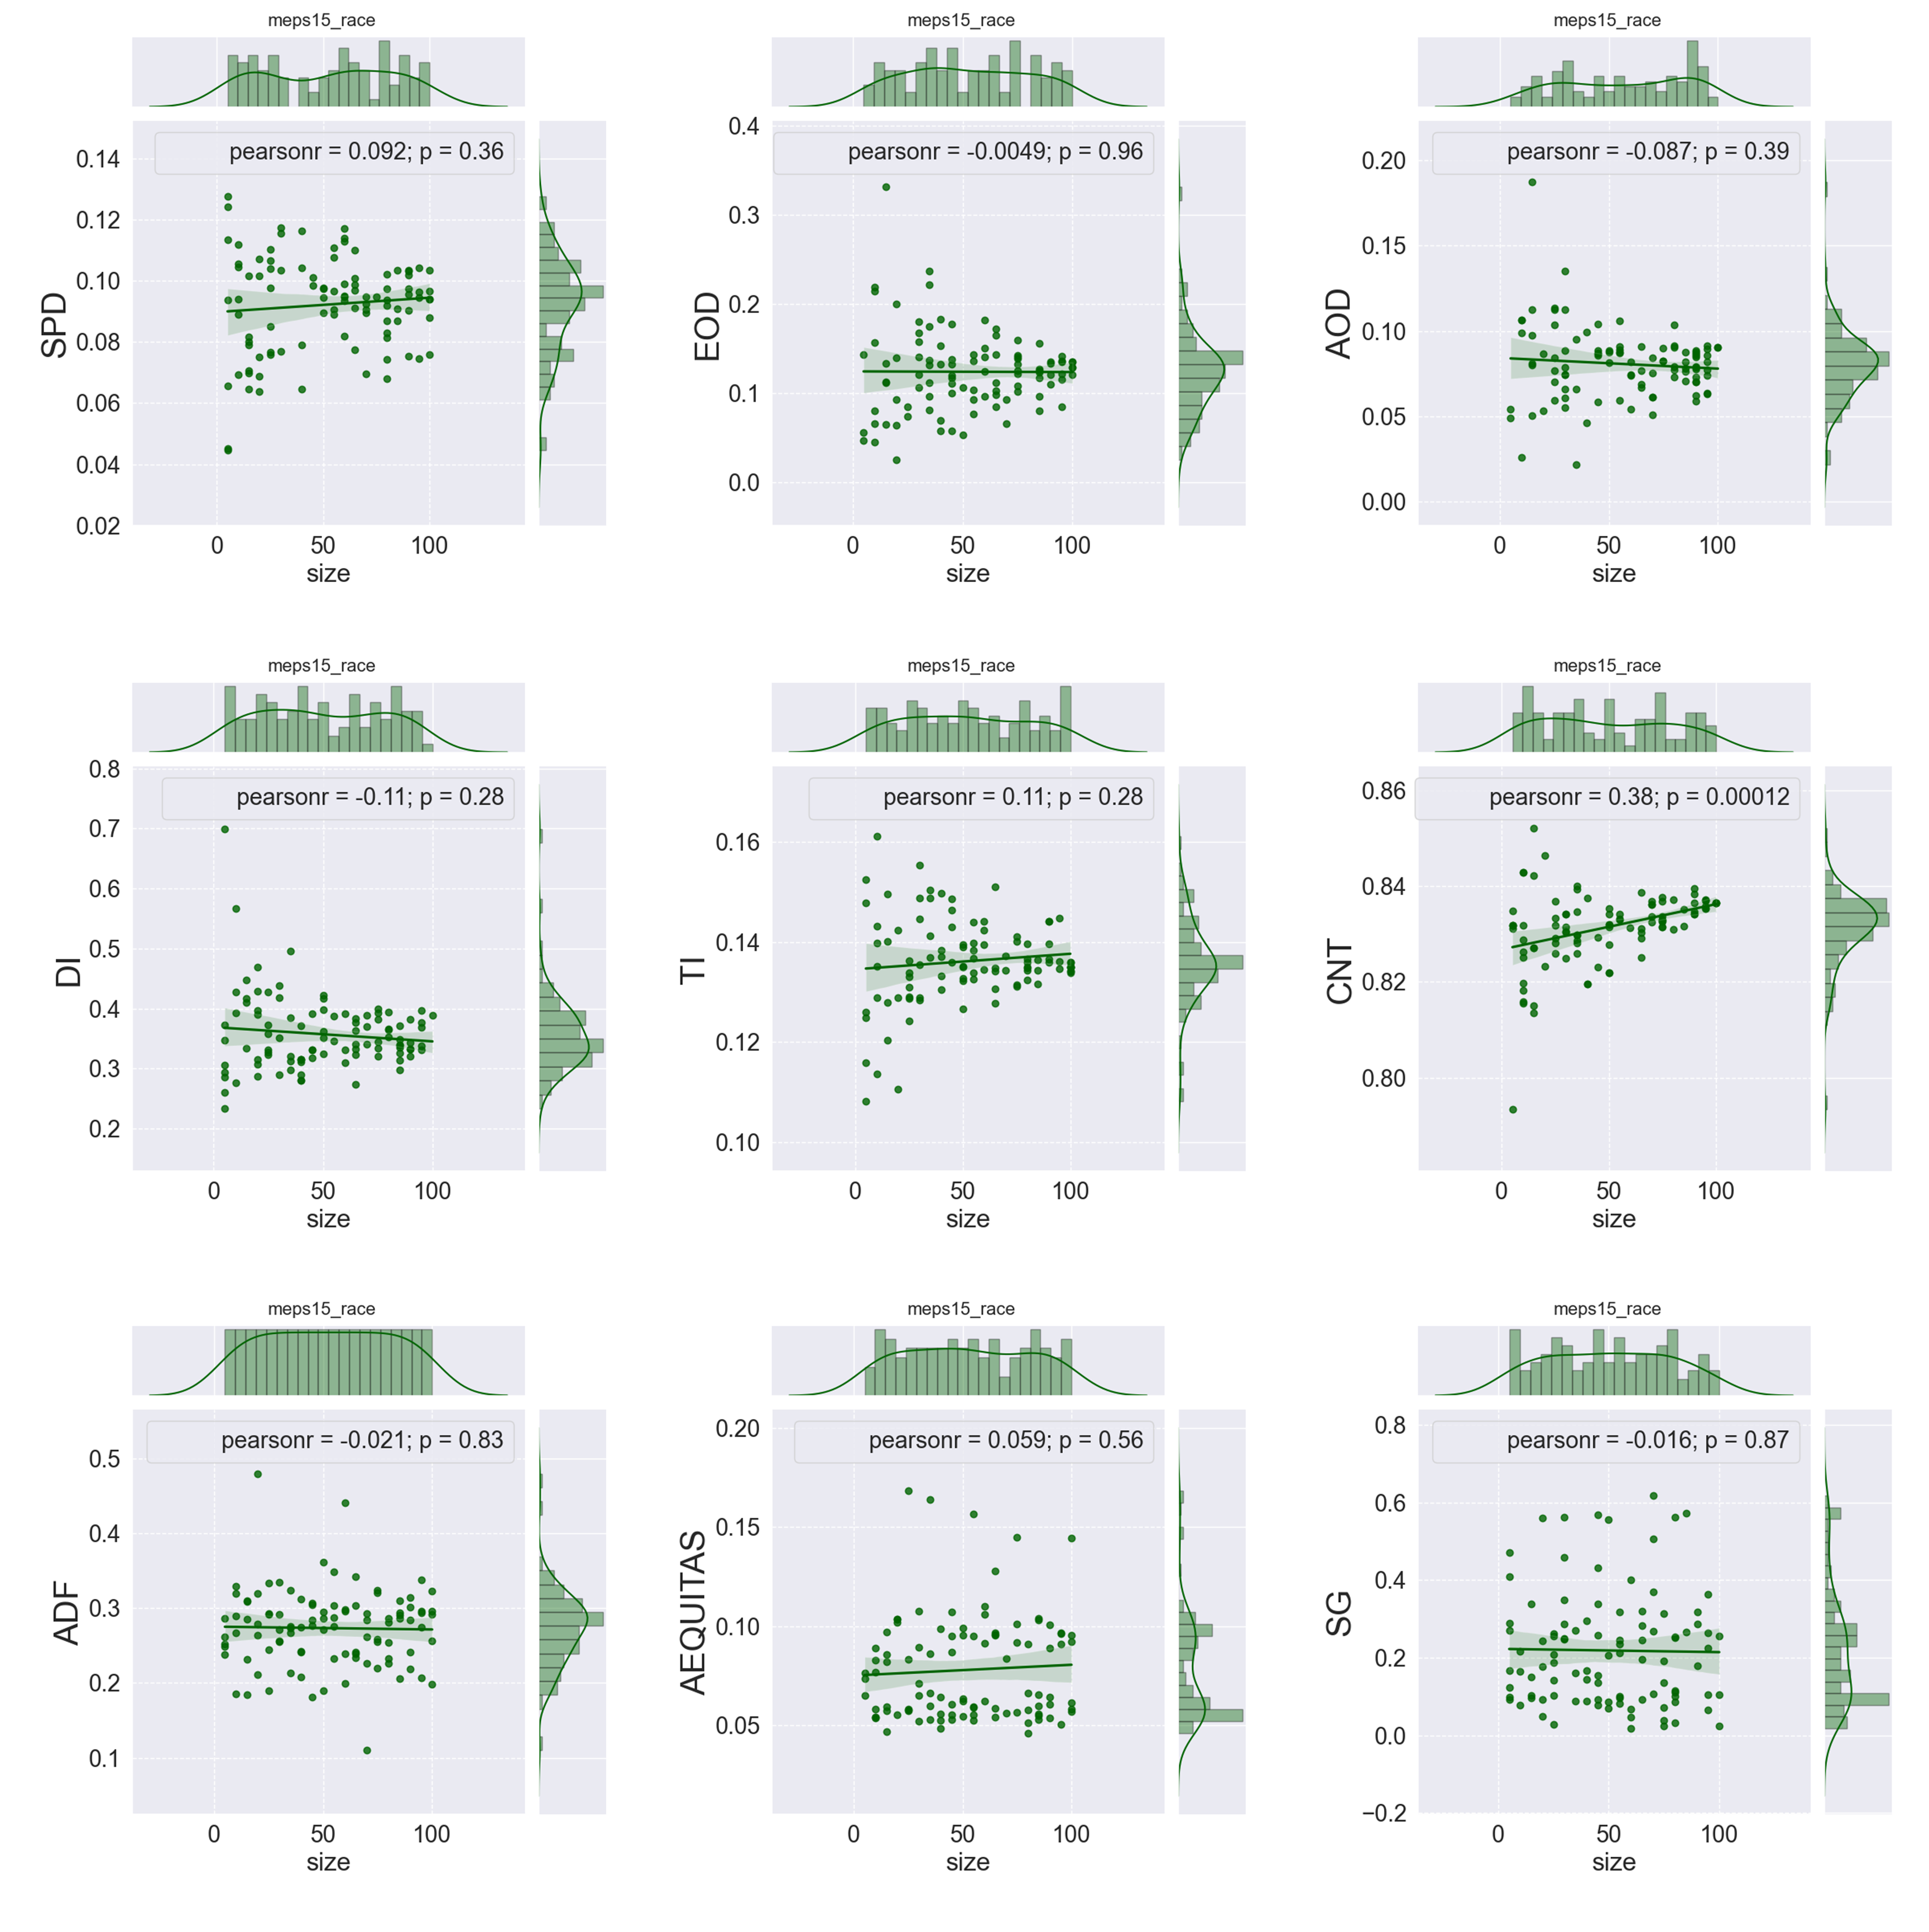 meps15_race
pearsonr = 0.092; p = 0.36
0.14
0.12
0.10
0.08
0.06
0.04
0.02
SPD
0
50
100
size
meps15_race
pearsonr = -0.0049; p = 0.96
0.4
0.3
0.2
0.1
0.0
EOD
0
50
100
size
meps15_race
pearsonr = -0.087; p = 0.39
0.20
0.15
0.10
0.05
0.00
AOD
0
50
100
size
meps15_race
pearsonr = -0.11; p = 0.28
0.8
0.7
0.6
0.5
0.4
0.3
0.2
DI
0
50
100
size
meps15_race
pearsonr = 0.11; p = 0.28
0.16
0.14
0.12
0.10
TI
0
50
100
size
meps15_race
pearsonr = 0.38; p = 0.00012
0.86
0.84
0.82
0.80
CNT
0
50
100
size
meps15_race
pearsonr = -0.021; p = 0.83
0.5
0.4
0.3
0.2
0.1
ADF
0
50
100
size
meps15_race
pearsonr = 0.059; p = 0.56
0.20
0.15
0.10
0.05
AEQUITAS
0
50
100
size
meps15_race
pearsonr = -0.016; p = 0.87
0.8
0.6
0.4
0.2
0.0
−0.2
SG
0
50
100
size